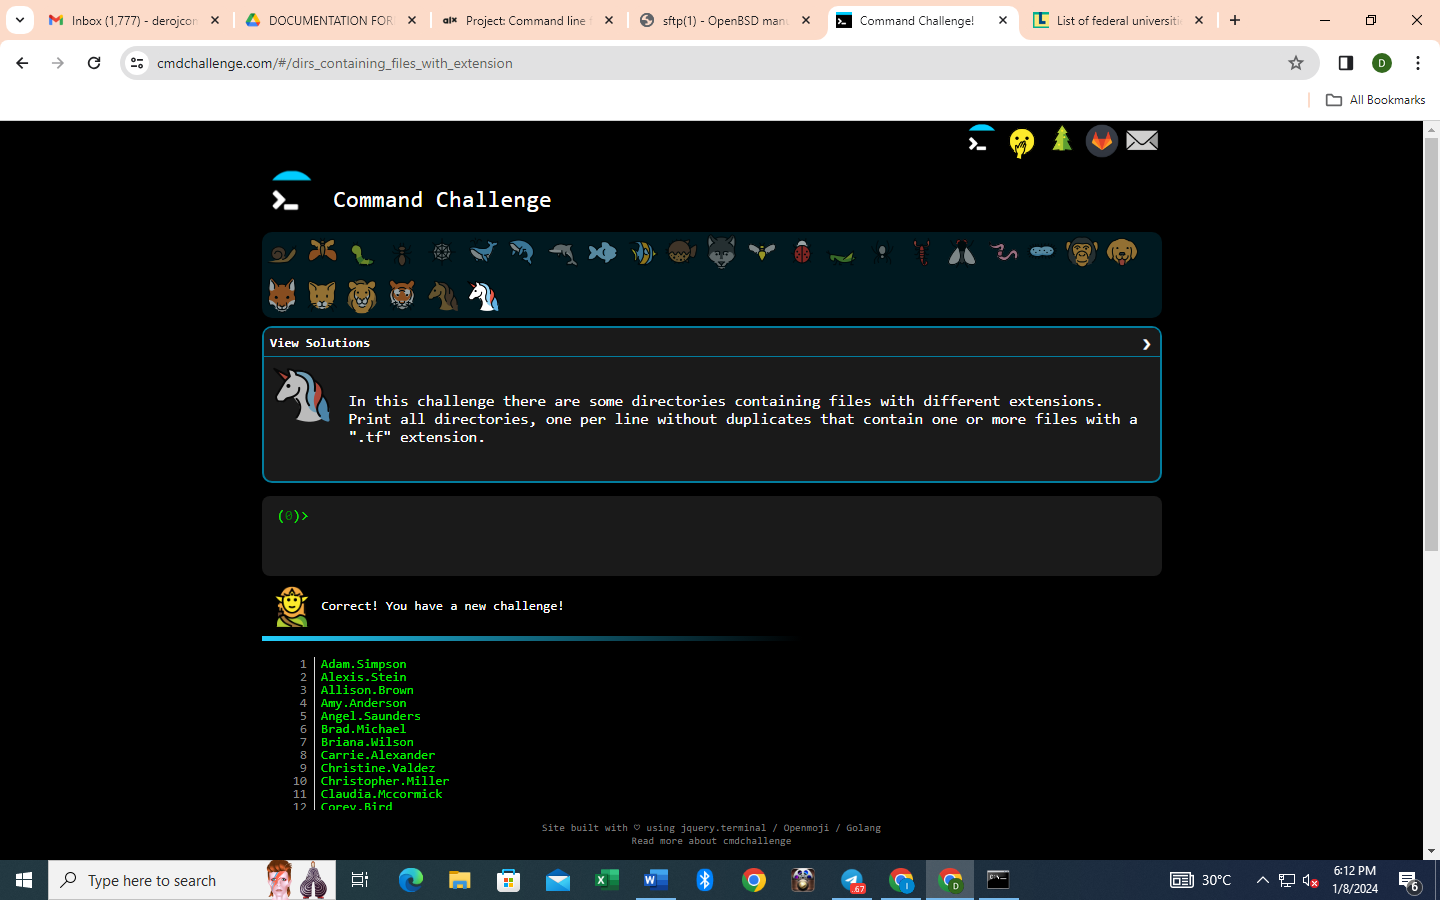 Inbox (1,777) - derojcon
DOCUMENTATION FOR
Project: Command line f
sftp(1) - OpenBSD manu
Command Challenge!
List of federal universiti
cmdchallenge.com/#/dirs_containing_files_with_extension
D
All Bookmarks
Command Challenge
View Solutions
In this challenge there are some directories containing files with different extensions.
Print all directories, one per line without duplicates that contain one or more files with a
".tf" extension.
(0)>
Correct! You have a new challenge!
1 Adam.Simpson
2 Alexis.Stein
3 Allison.Brown
4 Amy.Anderson
5 Angel.Saunders
6 Brad.Michael
7 Briana.Wilson
8 Carrie.Alexander
9 Christine.Valdez
10 Christopher.Miller
11 Claudia.Mccormick
12 Corey.Bird
Site built with ♡ using jquery.terminal / Openmoji / Golang
Read more about cmdchallenge
Type here to search
30°C
6:12 PM
1/8/2024
6